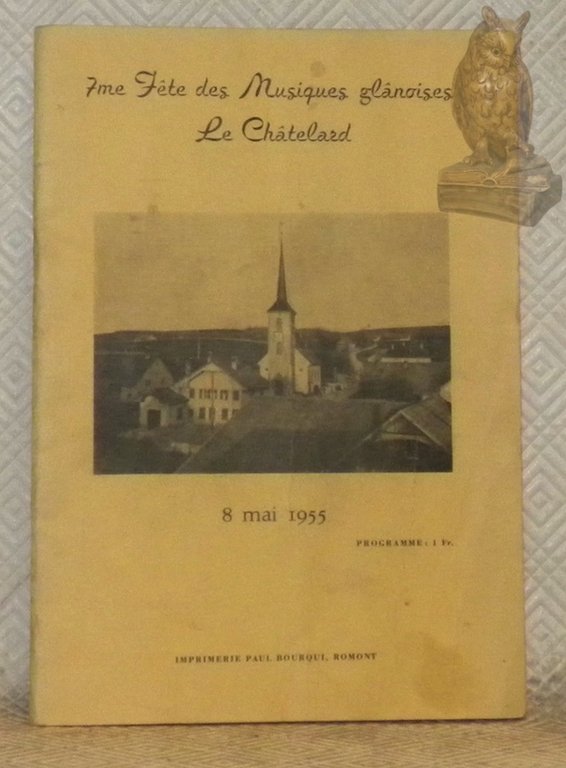 7me Fête des Musiques glânoises
Le Châtelard
8 mai 1955
PROGRAMME : 1 Fr.
IMPRIMERIE PAUL BOURQUI, ROMONT